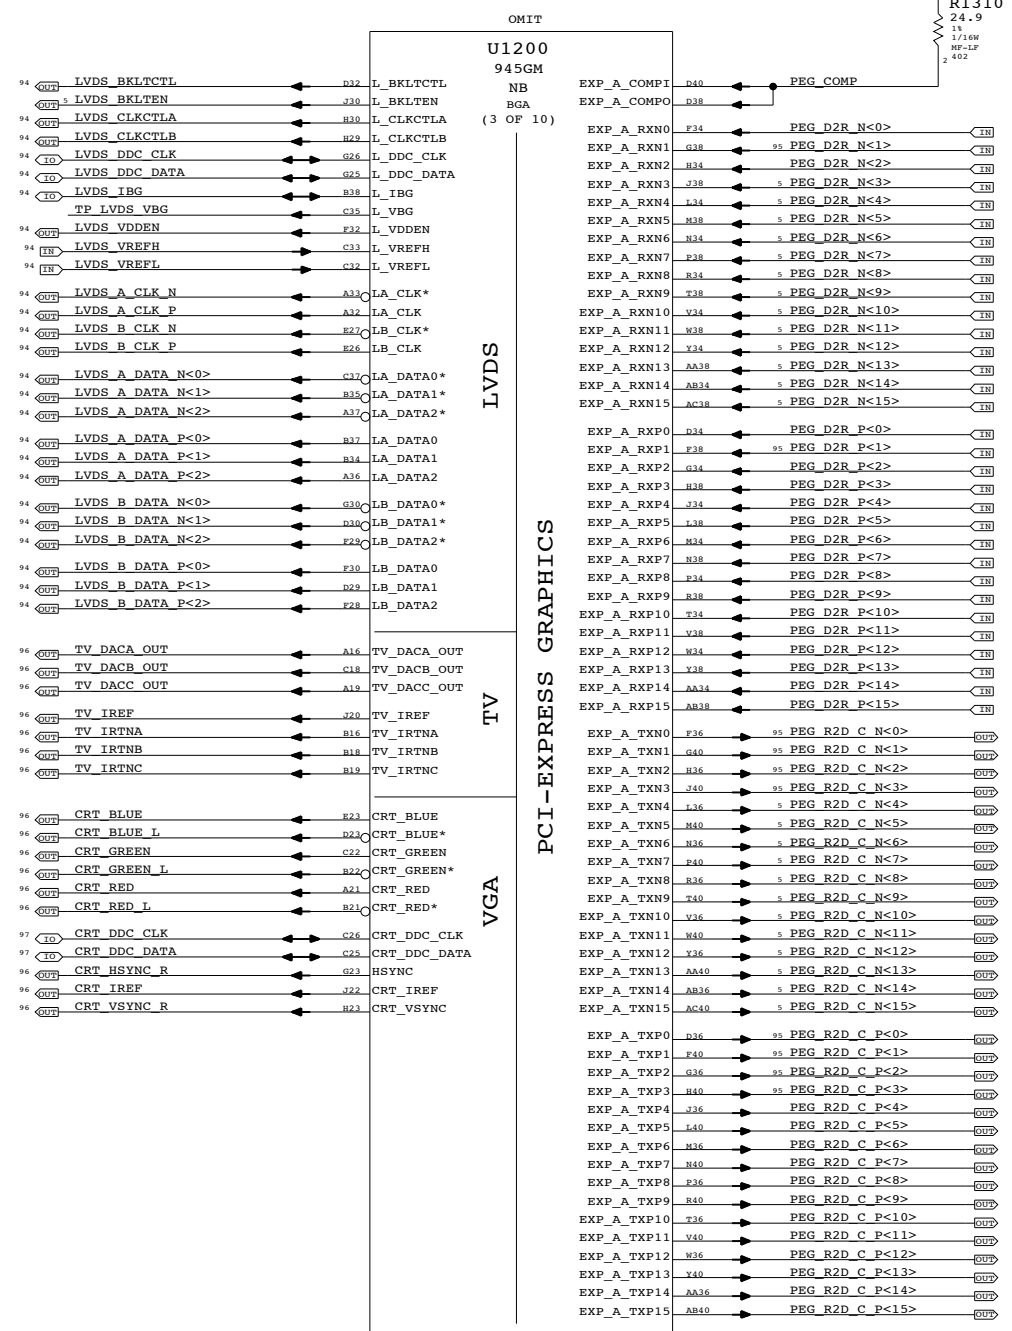 OMIT
R1310
24.9
1%
1/16W
MF-LF
402
2
U1200
945GM
NB
BGA
(3 OF 10)
LVDS
TV
VGA
PCI-EXPRESS GRAPHICS
94 OUT LVDS_BKLTCTL D32 L_BKLTCTL
OUT 5 LVDS_BKLTEN J30 L_BKLTEN
94 OUT LVDS_CLKCTLA H30 L_CLKCTLA
94 OUT LVDS_CLKCTLB H29 L_CLKCTLB
94 IO LVDS_DDC_CLK G26 L_DDC_CLK
94 IO LVDS_DDC_DATA G25 L_DDC_DATA
94 IO LVDS_IBG B38 L_IBG
TP_LVDS_VBG C35 L_VBG
94 OUT LVDS_VDDEN F32 L_VDDEN
94 IN LVDS_VREFH C33 L_VREFH
94 IN LVDS_VREFL C32 L_VREFL
94 OUT LVDS_A_CLK_N A33 LA_CLK*
94 OUT LVDS_A_CLK_P A32 LA_CLK
94 OUT LVDS_B_CLK_N E27 LB_CLK*
94 OUT LVDS_B_CLK_P E26 LB_CLK
94 OUT LVDS_A_DATA_N<0> C37 LA_DATA0*
94 OUT LVDS_A_DATA_N<1> B35 LA_DATA1*
94 OUT LVDS_A_DATA_N<2> A37 LA_DATA2*
94 OUT LVDS_A_DATA_P<0> B37 LA_DATA0
94 OUT LVDS_A_DATA_P<1> B34 LA_DATA1
94 OUT LVDS_A_DATA_P<2> A36 LA_DATA2
94 OUT LVDS_B_DATA_N<0> G30 LB_DATA0*
94 OUT LVDS_B_DATA_N<1> D30 LB_DATA1*
94 OUT LVDS_B_DATA_N<2> F29 LB_DATA2*
94 OUT LVDS_B_DATA_P<0> F30 LB_DATA0
94 OUT LVDS_B_DATA_P<1> D29 LB_DATA1
94 OUT LVDS_B_DATA_P<2> F28 LB_DATA2
96 OUT TV_DACA_OUT A16 TV_DACA_OUT
96 OUT TV_DACB_OUT C18 TV_DACB_OUT
96 OUT TV_DACC_OUT A19 TV_DACC_OUT
96 OUT TV_IREF J20 TV_IREF
96 OUT TV_IRTNA B16 TV_IRTNA
96 OUT TV_IRTNB B18 TV_IRTNB
96 OUT TV_IRTNC B19 TV_IRTNC
96 OUT CRT_BLUE E23 CRT_BLUE
96 OUT CRT_BLUE_L D23 CRT_BLUE*
96 OUT CRT_GREEN C22 CRT_GREEN
96 OUT CRT_GREEN_L B22 CRT_GREEN*
96 OUT CRT_RED A21 CRT_RED
96 OUT CRT_RED_L B21 CRT_RED*
97 IO CRT_DDC_CLK C26 CRT_DDC_CLK
97 IO CRT_DDC_DATA C25 CRT_DDC_DATA
96 OUT CRT_HSYNC_R G23 HSYNC
96 OUT CRT_IREF J22 CRT_IREF
96 OUT CRT_VSYNC_R H23 CRT_VSYNC
EXP_A_COMPI D40 PEG_COMP
EXP_A_COMPO D38
EXP_A_RXN0 F34 PEG_D2R_N<0> IN
EXP_A_RXN1 G38 95 PEG_D2R_N<1> IN
EXP_A_RXN2 H34 PEG_D2R_N<2> IN
EXP_A_RXN3 J38 5 PEG_D2R_N<3> IN
EXP_A_RXN4 L34 5 PEG_D2R_N<4> IN
EXP_A_RXN5 M38 5 PEG_D2R_N<5> IN
EXP_A_RXN6 N34 5 PEG_D2R_N<6> IN
EXP_A_RXN7 P38 5 PEG_D2R_N<7> IN
EXP_A_RXN8 R34 5 PEG_D2R_N<8> IN
EXP_A_RXN9 T38 5 PEG_D2R_N<9> IN
EXP_A_RXN10 V34 5 PEG_D2R_N<10> IN
EXP_A_RXN11 W38 5 PEG_D2R_N<11> IN
EXP_A_RXN12 Y34 5 PEG_D2R_N<12> IN
EXP_A_RXN13 AA38 5 PEG_D2R_N<13> IN
EXP_A_RXN14 AB34 5 PEG_D2R_N<14> IN
EXP_A_RXN15 AC38 5 PEG_D2R_N<15> IN
EXP_A_RXP0 D34 PEG_D2R_P<0> IN
EXP_A_RXP1 F38 95 PEG_D2R_P<1> IN
EXP_A_RXP2 G34 PEG_D2R_P<2> IN
EXP_A_RXP3 H38 PEG_D2R_P<3> IN
EXP_A_RXP4 J34 PEG_D2R_P<4> IN
EXP_A_RXP5 L38 PEG_D2R_P<5> IN
EXP_A_RXP6 M34 PEG_D2R_P<6> IN
EXP_A_RXP7 N38 PEG_D2R_P<7> IN
EXP_A_RXP8 P34 PEG_D2R_P<8> IN
EXP_A_RXP9 R38 PEG_D2R_P<9> IN
EXP_A_RXP10 T34 PEG_D2R_P<10> IN
EXP_A_RXP11 V38 PEG_D2R_P<11> IN
EXP_A_RXP12 W34 PEG_D2R_P<12> IN
EXP_A_RXP13 Y38 PEG_D2R_P<13> IN
EXP_A_RXP14 AA34 PEG_D2R_P<14> IN
EXP_A_RXP15 AB38 PEG_D2R_P<15> IN
EXP_A_TXN0 F36 95 PEG_R2D_C_N<0> OUT
EXP_A_TXN1 G40 95 PEG_R2D_C_N<1> OUT
EXP_A_TXN2 H36 95 PEG_R2D_C_N<2> OUT
EXP_A_TXN3 J40 95 PEG_R2D_C_N<3> OUT
EXP_A_TXN4 L36 5 PEG_R2D_C_N<4> OUT
EXP_A_TXN5 M40 5 PEG_R2D_C_N<5> OUT
EXP_A_TXN6 N36 5 PEG_R2D_C_N<6> OUT
EXP_A_TXN7 P40 5 PEG_R2D_C_N<7> OUT
EXP_A_TXN8 R36 5 PEG_R2D_C_N<8> OUT
EXP_A_TXN9 T40 5 PEG_R2D_C_N<9> OUT
EXP_A_TXN10 V36 5 PEG_R2D_C_N<10> OUT
EXP_A_TXN11 W40 5 PEG_R2D_C_N<11> OUT
EXP_A_TXN12 Y36 5 PEG_R2D_C_N<12> OUT
EXP_A_TXN13 AA40 5 PEG_R2D_C_N<13> OUT
EXP_A_TXN14 AB36 5 PEG_R2D_C_N<14> OUT
EXP_A_TXN15 AC40 5 PEG_R2D_C_N<15> OUT
EXP_A_TXP0 D36 95 PEG_R2D_C_P<0> OUT
EXP_A_TXP1 F40 95 PEG_R2D_C_P<1> OUT
EXP_A_TXP2 G36 95 PEG_R2D_C_P<2> OUT
EXP_A_TXP3 H40 95 PEG_R2D_C_P<3> OUT
EXP_A_TXP4 J36 PEG_R2D_C_P<4> OUT
EXP_A_TXP5 L40 PEG_R2D_C_P<5> OUT
EXP_A_TXP6 M36 PEG_R2D_C_P<6> OUT
EXP_A_TXP7 N40 PEG_R2D_C_P<7> OUT
EXP_A_TXP8 P36 PEG_R2D_C_P<8> OUT
EXP_A_TXP9 R40 PEG_R2D_C_P<9> OUT
EXP_A_TXP10 T36 PEG_R2D_C_P<10> OUT
EXP_A_TXP11 V40 PEG_R2D_C_P<11> OUT
EXP_A_TXP12 W36 PEG_R2D_C_P<12> OUT
EXP_A_TXP13 Y40 PEG_R2D_C_P<13> OUT
EXP_A_TXP14 AA36 PEG_R2D_C_P<14> OUT
EXP_A_TXP15 AB40 PEG_R2D_C_P<15> OUT